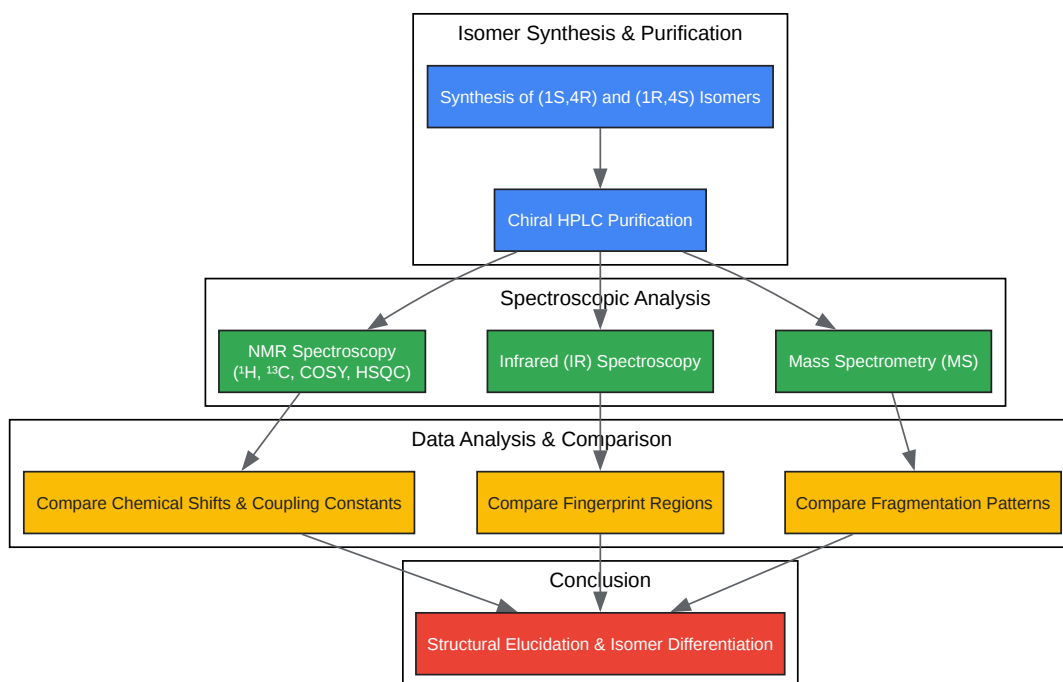 Isomer Synthesis & Purification
Synthesis of (1S,4R) and (1R,4S) Isomers
Chiral HPLC Purification
Spectroscopic Analysis
NMR Spectroscopy
(¹H, ¹³C, COSY, HSQC)
Infrared (IR) Spectroscopy
Mass Spectrometry (MS)
Data Analysis & Comparison
Compare Chemical Shifts & Coupling Constants
Compare Fingerprint Regions
Compare Fragmentation Patterns
Conclusion
Structural Elucidation & Isomer Differentiation